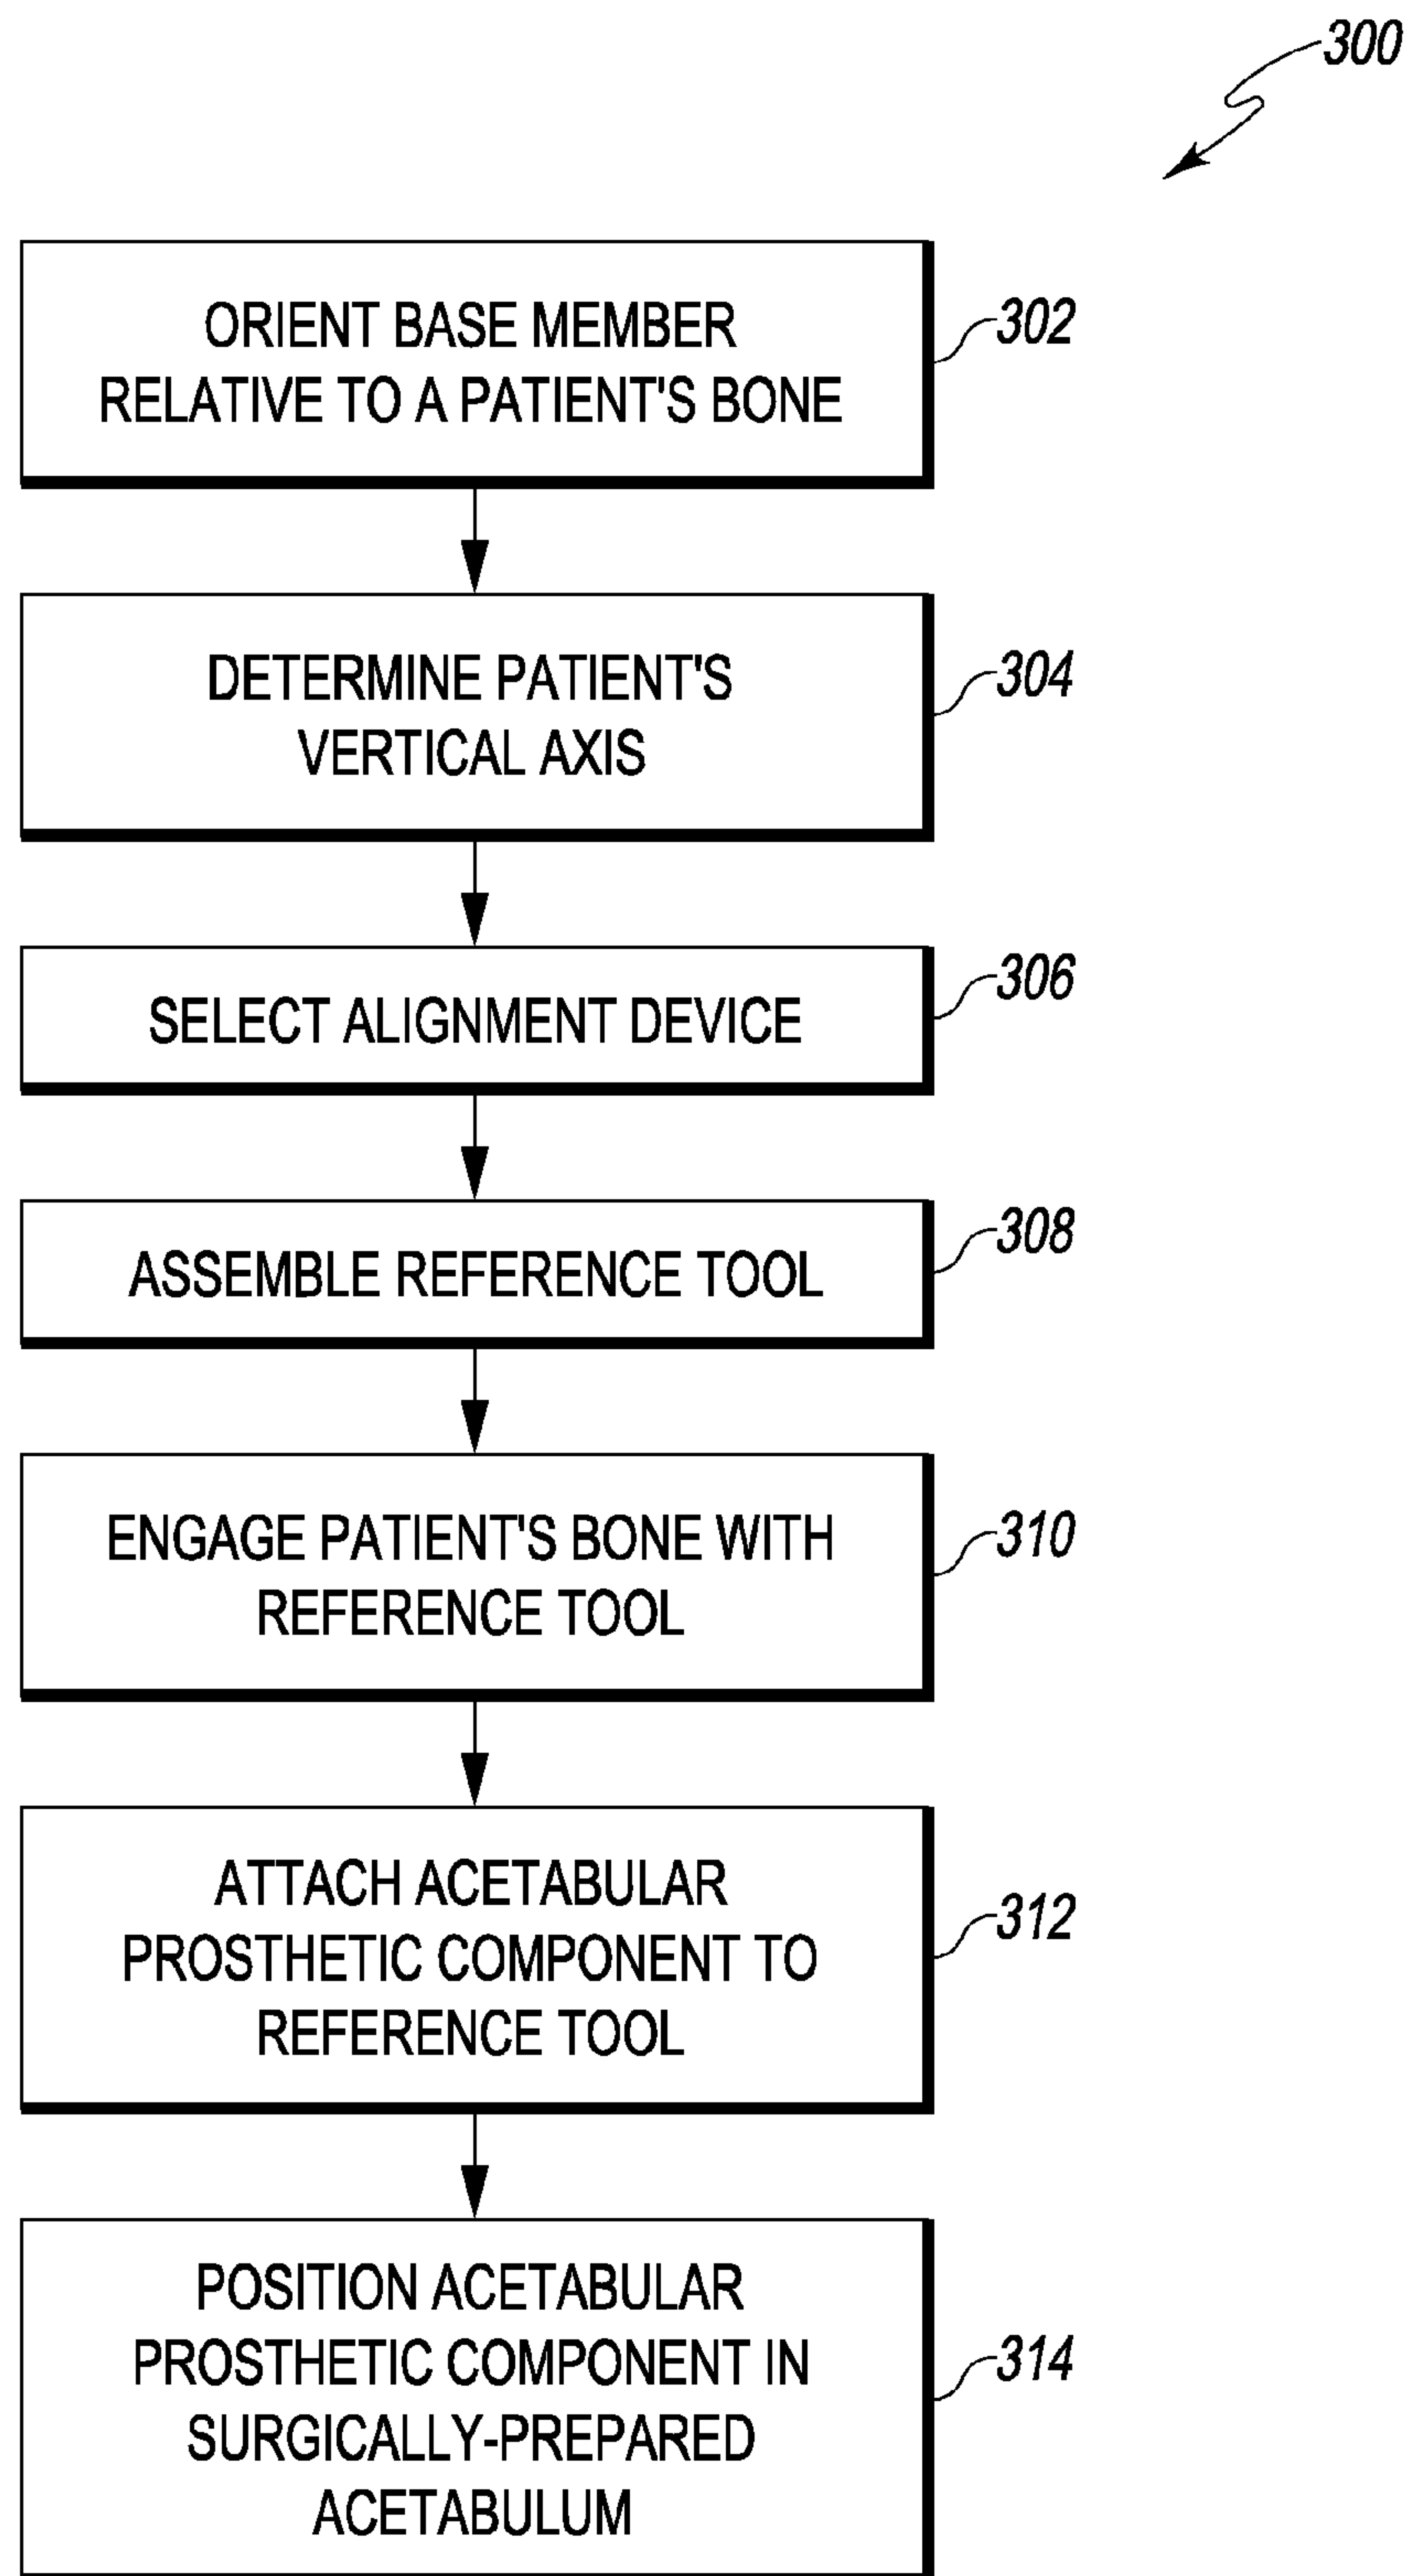 300
ORIENT BASE MEMBER
RELATIVE TO A PATIENT'S BONE
302
DETERMINE PATIENT'S
VERTICAL AXIS
304
SELECT ALIGNMENT DEVICE
306
ASSEMBLE REFERENCE TOOL
308
ENGAGE PATIENT'S BONE WITH
REFERENCE TOOL
310
ATTACH ACETABULAR
PROSTHETIC COMPONENT TO
REFERENCE TOOL
312
POSITION ACETABULAR
PROSTHETIC COMPONENT IN
SURGICALLY-PREPARED
ACETABULUM
314